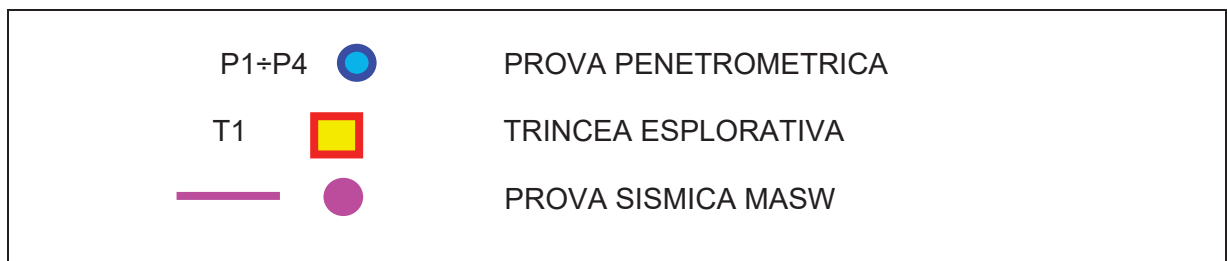 P1÷P4 PROVA PENETROMETRICA
T1 TRINCEA ESPLORATIVA
PROVA SISMICA MASW